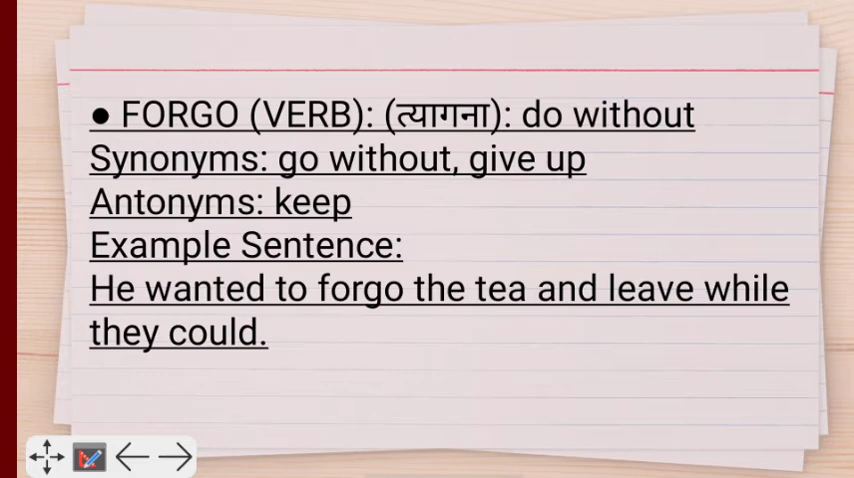 ● FORGO (VERB): (त्यागना): do without
Synonyms: go without, give up
Antonyms: keep
Example Sentence:
He wanted to forgo the tea and leave while
they could.